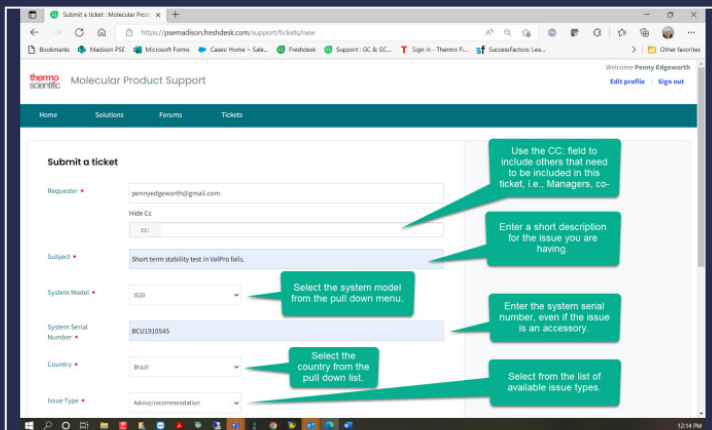 Submit a ticket : Molecular Prod
https://psemadison.freshdesk.com/support/tickets/new
Bookmarks Madison PSE Microsoft Forms Cases: Home ~ Sale... Freshdesk Support : GC & GC... Sign in - Thermo Fi... SuccessFactors: Lea... Other favorites
Welcome Penny Edgeworth
thermo scientific Molecular Product Support
Edit profile Sign out
Home Solutions Forums Tickets
Submit a ticket
Use the CC: field to
include others that need
to be included in this
ticket, i.e., Managers, co-
Requester
pennyedgeworth@gmail.com
Hide Cc
CC:
Enter a short description
for the issue you are
having.
Subject
Short term stability test in ValPro fails.
Select the system model
from the pull down menu.
System Model
iS20
Enter the system serial
number, even if the issue
is an accessory.
System Serial
Number
BCU1910545
Select the
country from the
pull down list.
Country
Brazil
Select from the list of
available issue types.
Issue Type
Advice/recommendation
12:14 PM